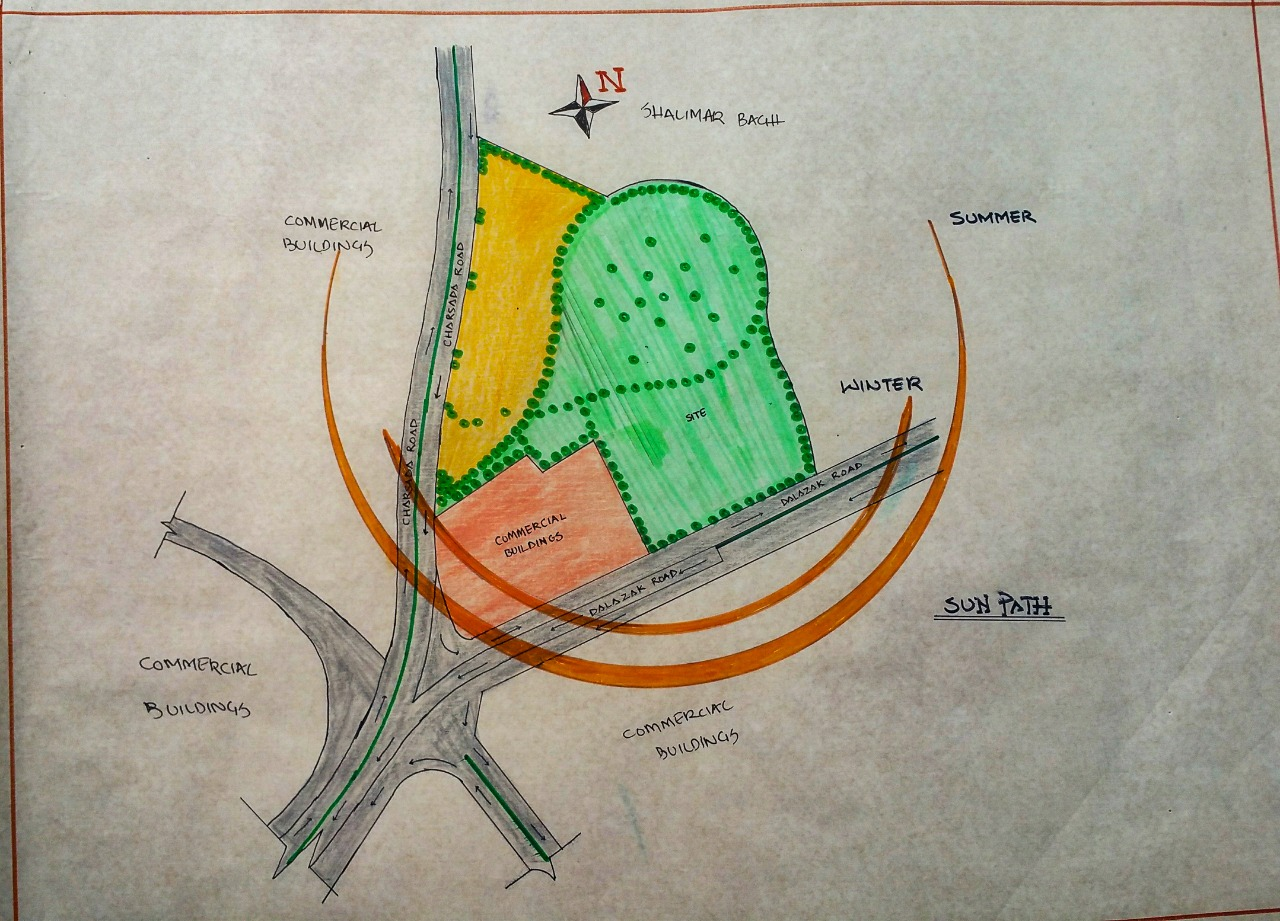 N
SHALIMAR BAGH
COMMERCIAL
BUILDINGS
SUMMER
CHARSADA ROAD
WINTER
SITE
CHARSADA ROAD
DALAZAK ROAD
COMMERCIAL
BUILDINGS
DALAZAK ROAD
SUN PATH
COMMERCIAL
BUILDINGS
COMMERCIAL
BUILDINGS